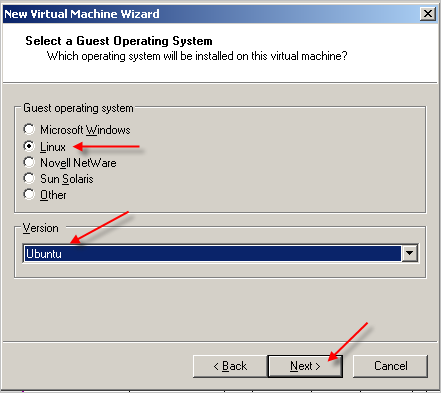 New Virtual Machine Wizard
Select a Guest Operating System
Which operating system will be installed on this virtual machine?
Guest operating system
Microsoft Windows
Linux
Novell NetWare
Sun Solaris
Other
Version
Ubuntu
< Back
Next >
Cancel